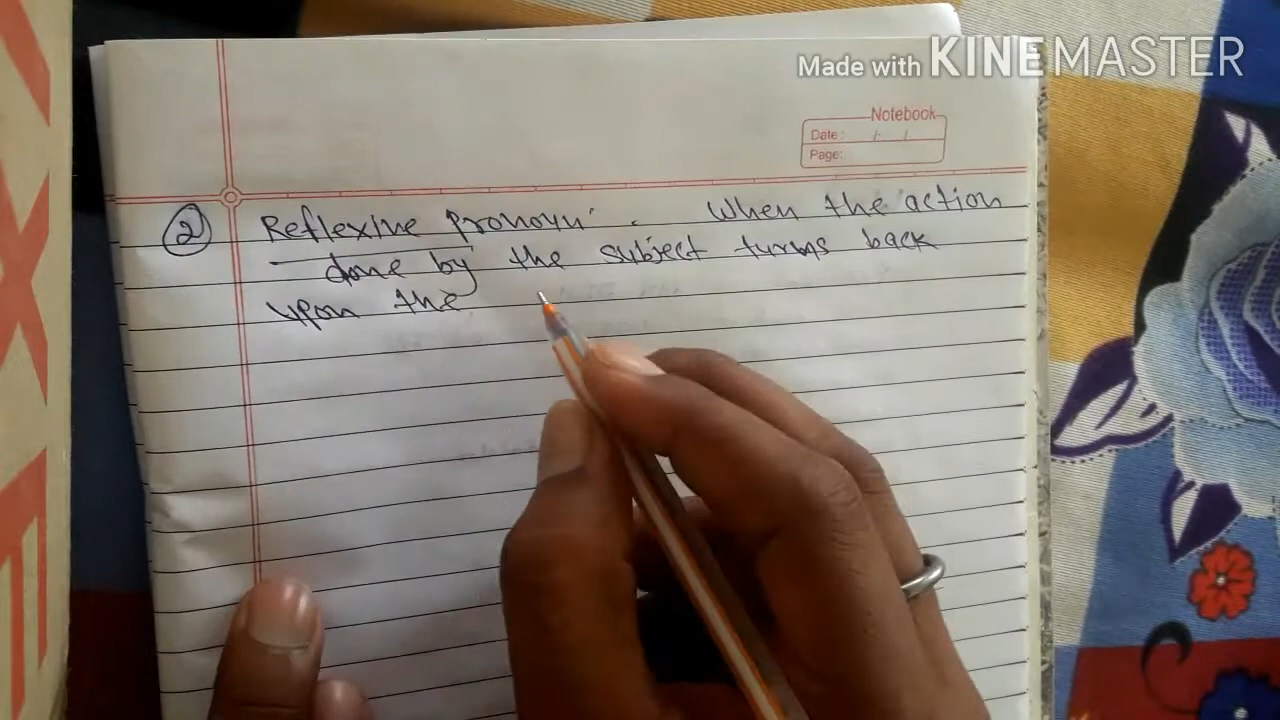 Made with KINEMASTER
Notebook
Date: / /
Page:
2 Reflexive Pronoun. When the action
done by the subject turns back
upon the